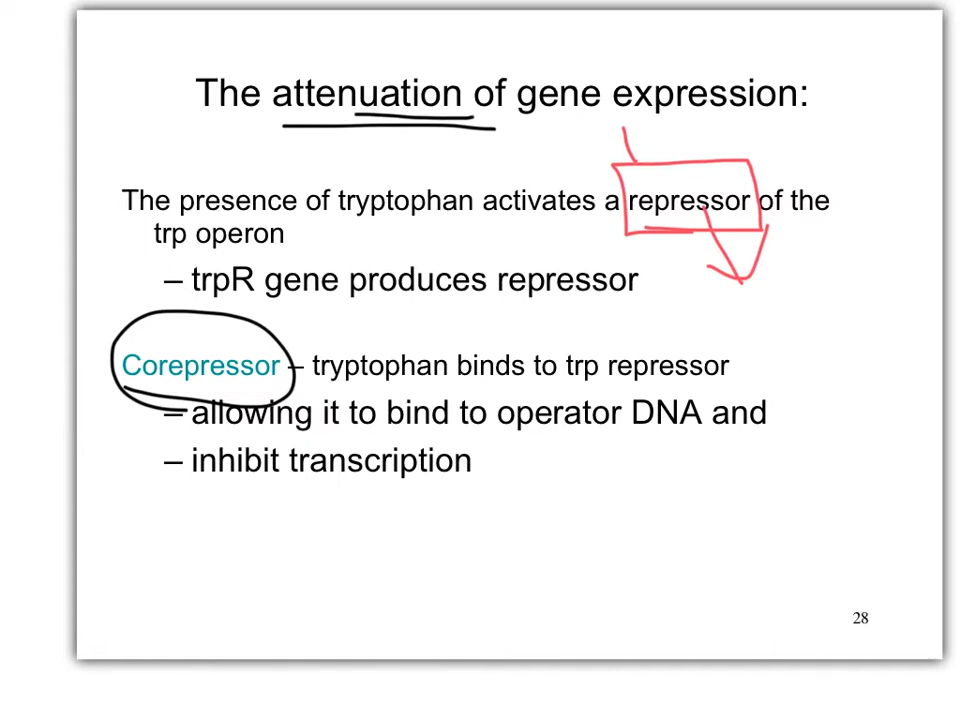 The attenuation of gene expression:
The presence of tryptophan activates a repressor of the
trp operon
– trpR gene produces repressor
Corepressor – tryptophan binds to trp repressor
– allowing it to bind to operator DNA and
– inhibit transcription
28